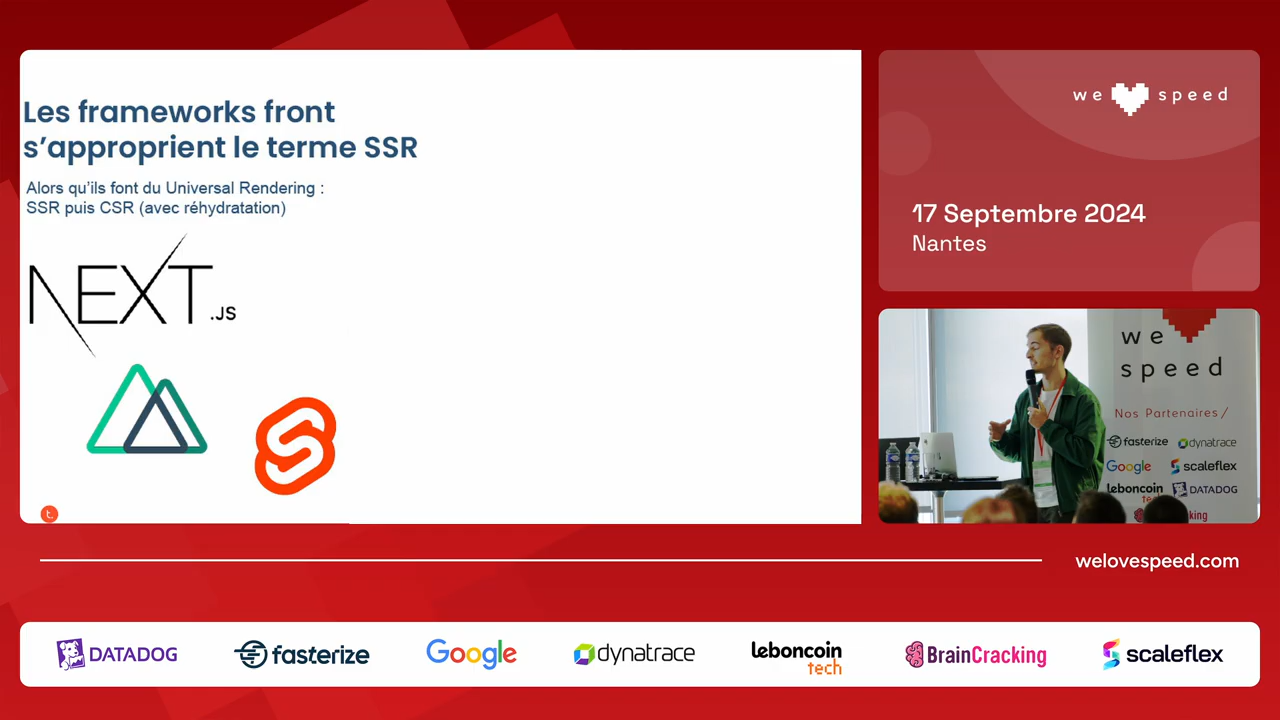 Les frameworks front
s'approprient le terme SSR
Alors qu'ils font du Universal Rendering :
SSR puis CSR (avec réhydratation)
NEXT.JS
t.
we speed
17 Septembre 2024
Nantes
we
speed
Nos Partenaires/
fasterize dynatrace
Google scaleflex
leboncoin DATADOG
tech
king
welovespeed.com
DATADOG fasterize Google dynatrace leboncoin tech BrainCracking scaleflex